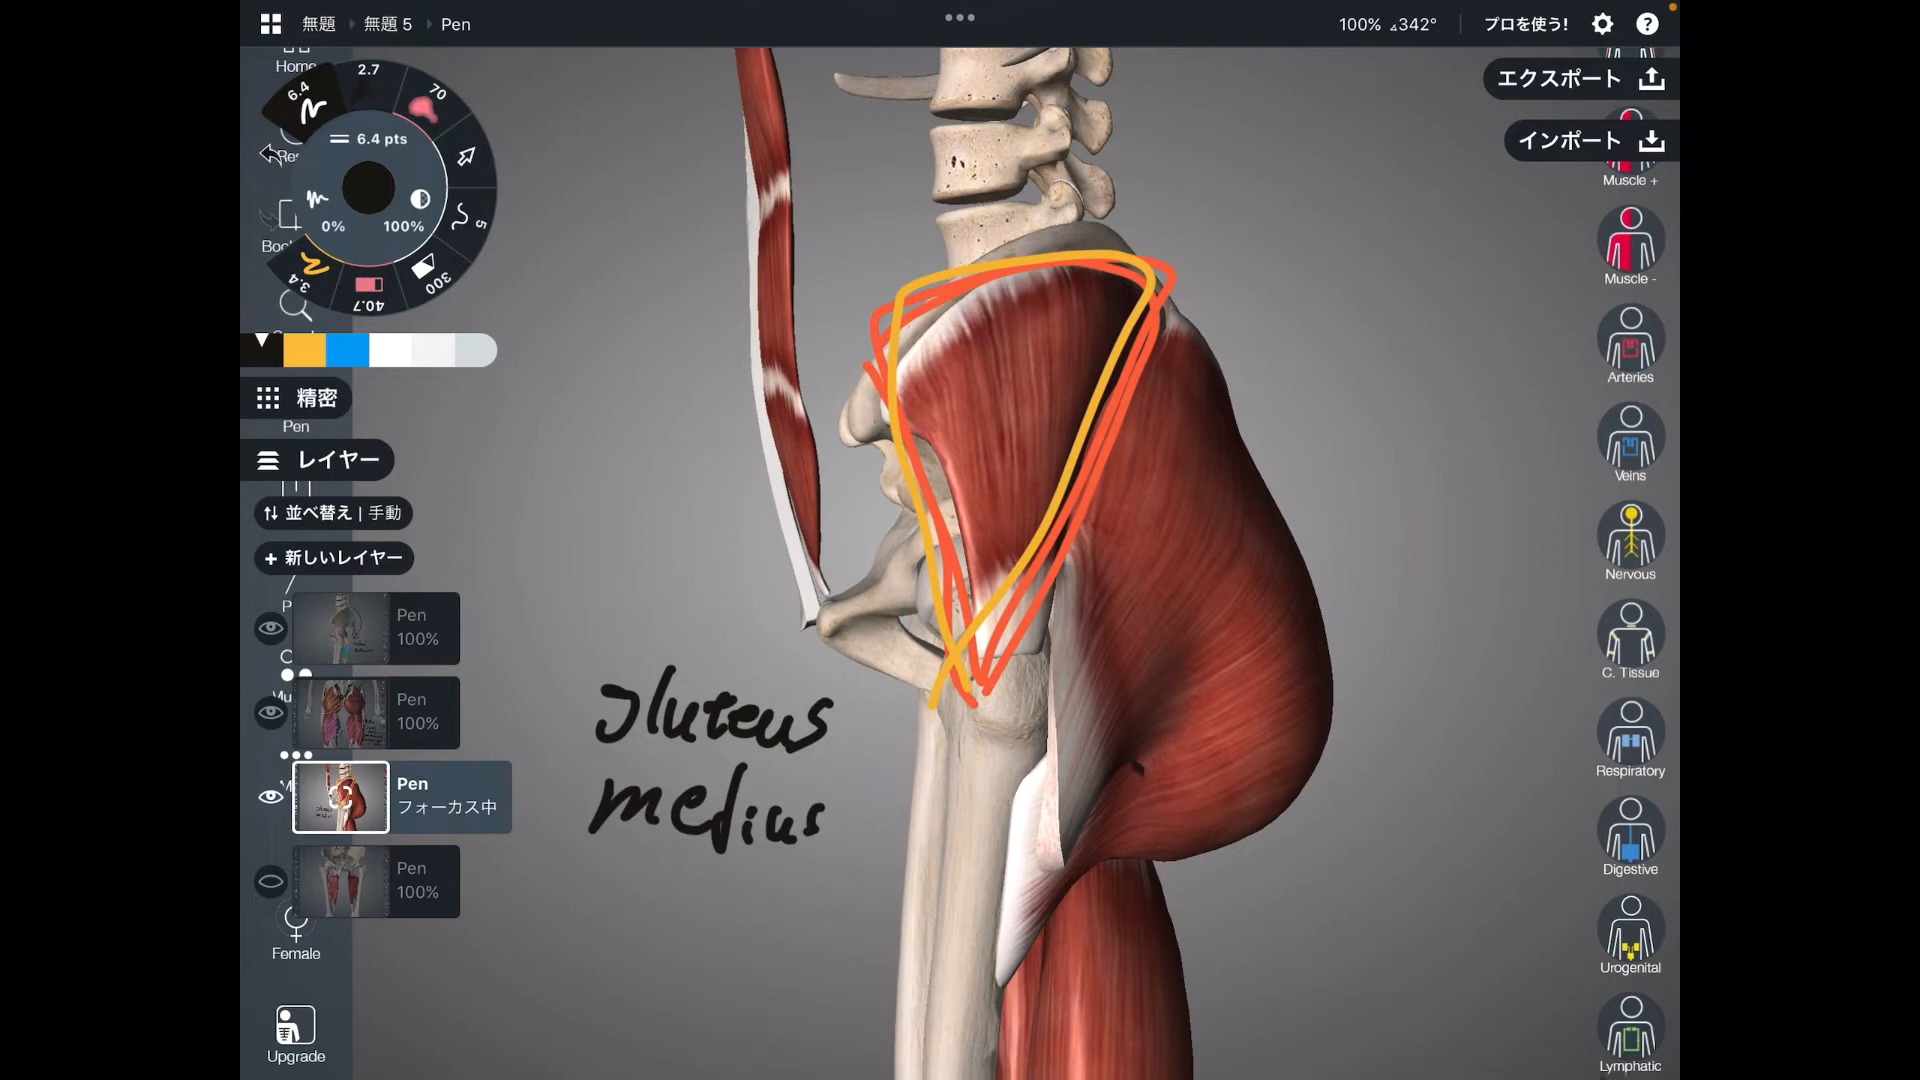 無題 無題 5 Pen
100% 342°
プロを使う!
Home
2.7
6.4
70
6.4 pts
0%
100%
5
300
40.7
3.4
精密
Pen
レイヤー
並べ替え | 手動
+ 新しいレイヤー
Pen
100%
Pen
100%
Pen
フォーカス中
Pen
100%
Female
Upgrade
gluteus
medius
エクスポート
インポート
Muscle +
Muscle -
Arteries
Veins
Nervous
C. Tissue
Respiratory
Digestive
Urogenital
Lymphatic